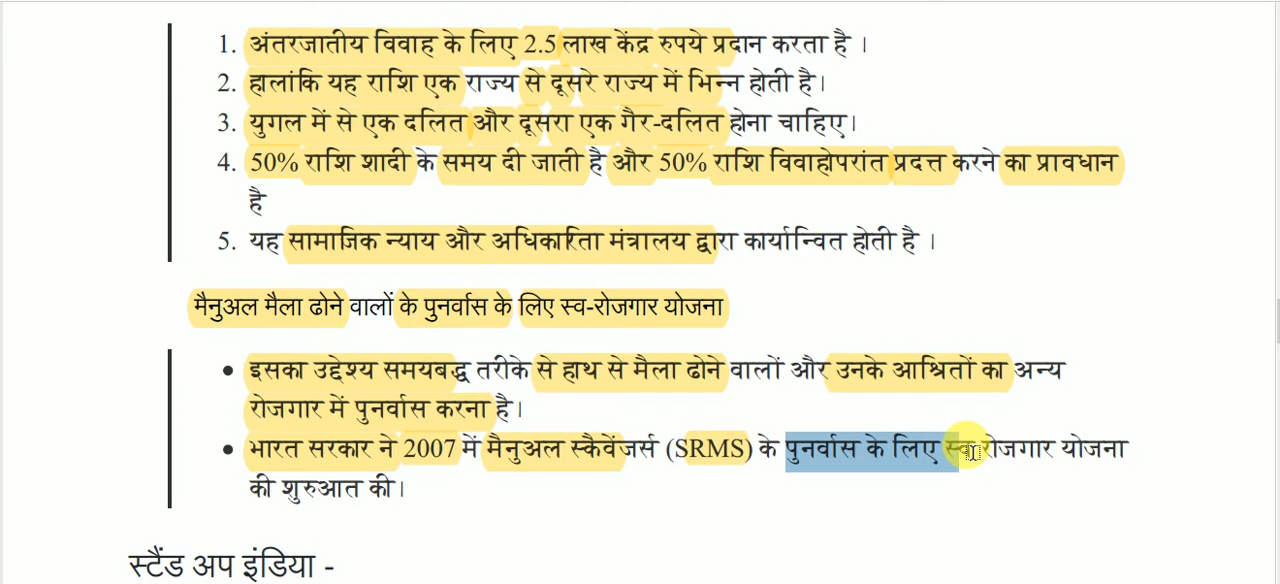 1. अंतरजातीय विवाह के लिए 2.5 लाख केंद्र रुपये प्रदान करता है ।
2. हालांकि यह राशि एक राज्य से दूसरे राज्य में भिन्न होती है।
3. युगल में से एक दलित और दूसरा एक गैर-दलित होना चाहिए।
4. 50% राशि शादी के समय दी जाती है और 50% राशि विवाहोपरांत प्रदत्त करने का प्रावधान
है
5. यह सामाजिक न्याय और अधिकारिता मंत्रालय द्वारा कार्यान्वित होती है ।
मैनुअल मैला ढोने वालों के पुनर्वास के लिए स्व-रोजगार योजना
• इसका उद्देश्य समयबद्ध तरीके से हाथ से मैला ढोने वालों और उनके आश्रितों का अन्य
रोजगार में पुनर्वास करना है।
• भारत सरकार ने 2007 में मैनुअल स्कैवेंजर्स (SRMS) के पुनर्वास के लिए स्व-रोजगार योजना
की शुरुआत की।
स्टैंड अप इंडिया -